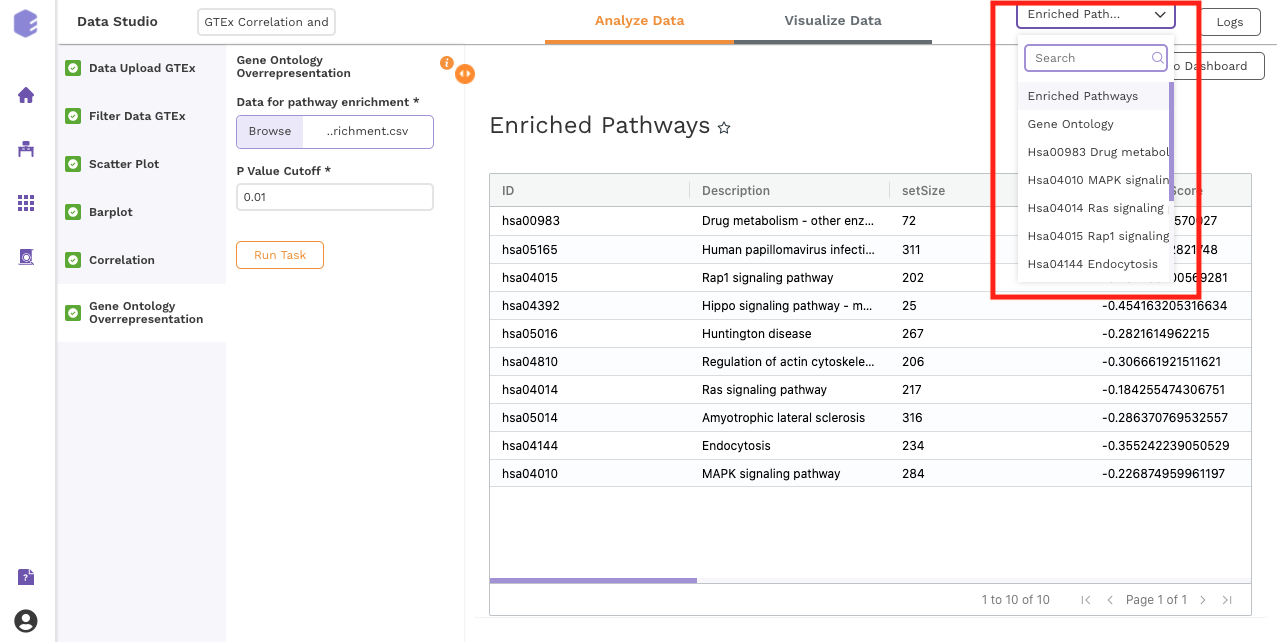 Data Studio
GTEx Correlation and
Analyze Data
Visualize Data
Enriched Path...
Logs
Data Upload GTEx
Filter Data GTEx
Scatter Plot
Barplot
Correlation
Gene Ontology
Overrepresentation
Gene Ontology
Overrepresentation
Data for pathway enrichment *
Browse
..richment.csv
P Value Cutoff *
0.01
Run Task
Search
o Dashboard
Enriched Pathways
Gene Ontology
Hsa00983 Drug metabol
Hsa04010 MAPK signalin
Hsa04014 Ras signaling
Hsa04015 Rap1 signaling
Hsa04144 Endocytosis
Enriched Pathways
ID Description setSize Score
hsa00983 Drug metabolism - other enz... 72 570027
hsa05165 Human papillomavirus infecti... 311 821748
hsa04015 Rap1 signaling pathway 202 00569281
hsa04392 Hippo signaling pathway - m... 25 -0.454163205316634
hsa05016 Huntington disease 267 -0.2821614962215
hsa04810 Regulation of actin cytoskele... 206 -0.306661921511621
hsa04014 Ras signaling pathway 217 -0.184255474306751
hsa05014 Amyotrophic lateral sclerosis 316 -0.286370769532557
hsa04144 Endocytosis 234 -0.355242239050529
hsa04010 MAPK signaling pathway 284 -0.226874959961197
1 to 10 of 10
Page 1 of 1